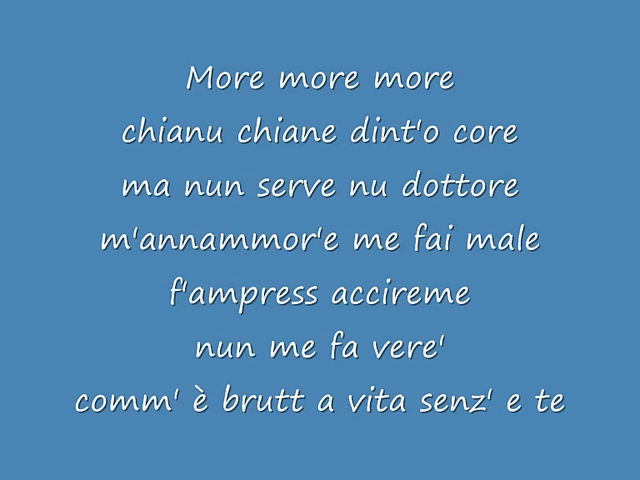 More more more
chianu chiane dint'o core
ma nun serve nu dottore
m'annammor'e me fai male
f'ampress accireme
nun me fa vere'
comm' è brutt a vita senz' e te